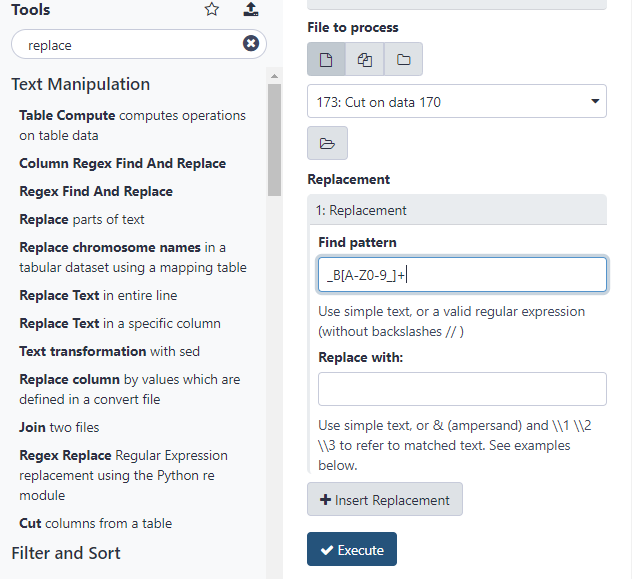 Tools
replace
Text Manipulation
Table Compute computes operations
on table data
Column Regex Find And Replace
Regex Find And Replace
Replace parts of text
Replace chromosome names in a
tabular dataset using a mapping table
Replace Text in entire line
Replace Text in a specific column
Text transformation with sed
Replace column by values which are
defined in a convert file
Join two files
Regex Replace Regular Expression
replacement using the Python re
module
Cut columns from a table
Filter and Sort
File to process
173: Cut on data 170
Replacement
1: Replacement
Find pattern
_B[A-Z0-9_]+
Use simple text, or a valid regular expression
(without backslashes // )
Replace with:
Use simple text, or & (ampersand) and \\1 \\2
\\3 to refer to matched text. See examples
below.
Insert Replacement
Execute